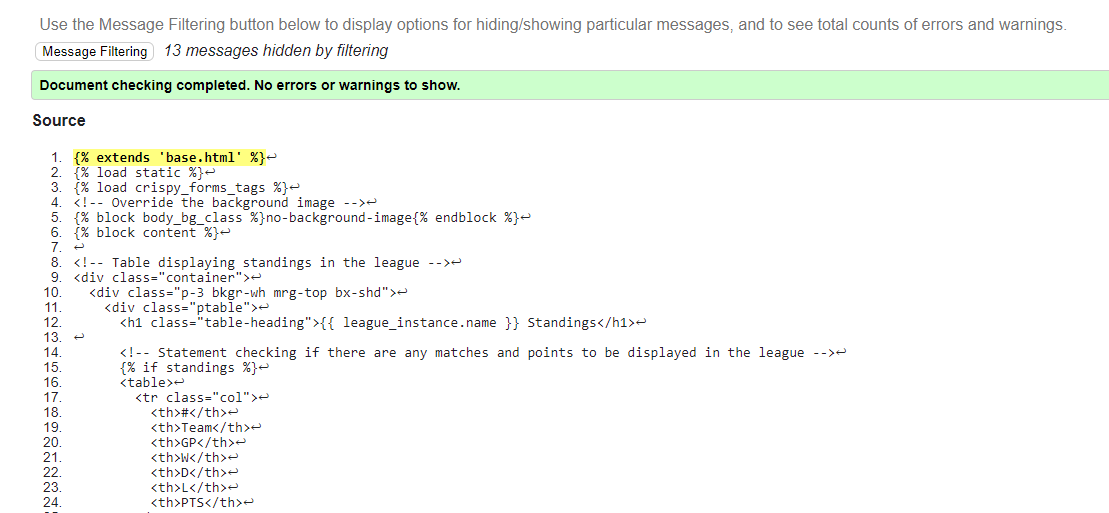 Use the Message Filtering button below to display options for hiding/showing particular messages, and to see total counts of errors and warnings.
Message Filtering 13 messages hidden by filtering
Document checking completed. No errors or warnings to show.
Source
1. {% extends 'base.html' %}↩
2. {% load static %}↩
3. {% load crispy_forms_tags %}↩
4. <!-- Override the background image -->↩
5. {% block body_bg_class %}no-background-image{% endblock %}↩
6. {% block content %}↩
7. ↩
8. <!-- Table displaying standings in the league -->↩
9. <div class="container">↩
10. <div class="p-3 bkgr-wh mrg-top bx-shd">↩
11. <div class="ptable">↩
12. <h1 class="table-heading">{{ league_instance.name }} Standings</h1>↩
13. ↩
14. <!-- Statement checking if there are any matches and points to be displayed in the league -->↩
15. {% if standings %}↩
16. <table>↩
17. <tr class="col">↩
18. <th>#</th>↩
19. <th>Team</th>↩
20. <th>GP</th>↩
21. <th>W</th>↩
22. <th>D</th>↩
23. <th>L</th>↩
24. <th>PTS</th>↩